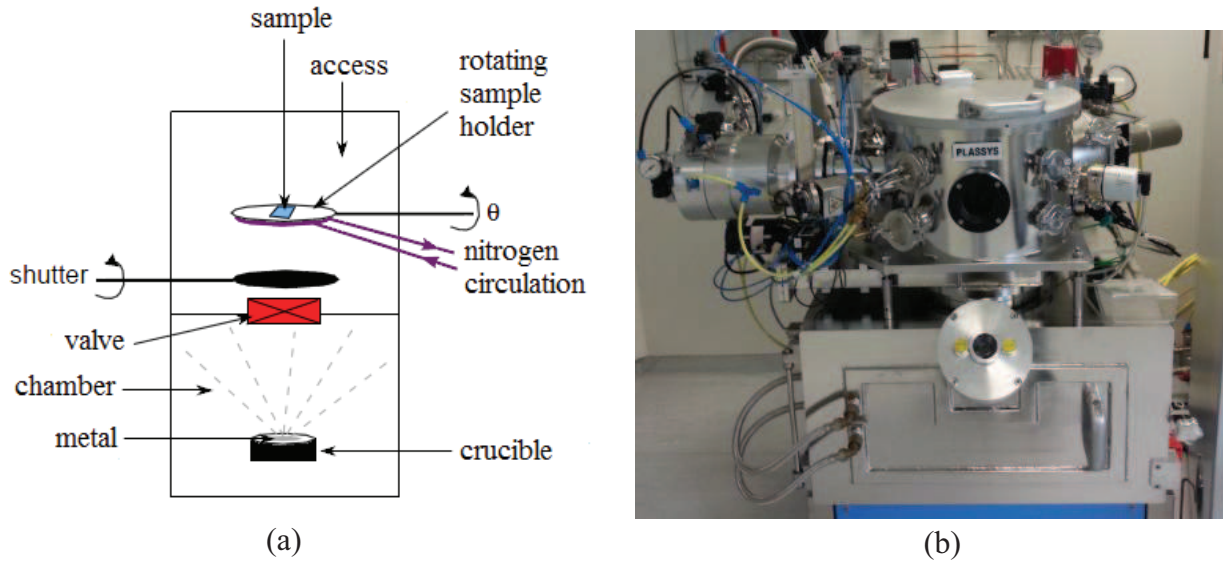 sample
access
rotating
sample
holder
θ
nitrogen
circulation
shutter
valve
chamber
metal
crucible
(a)
PLASSYS
(b)